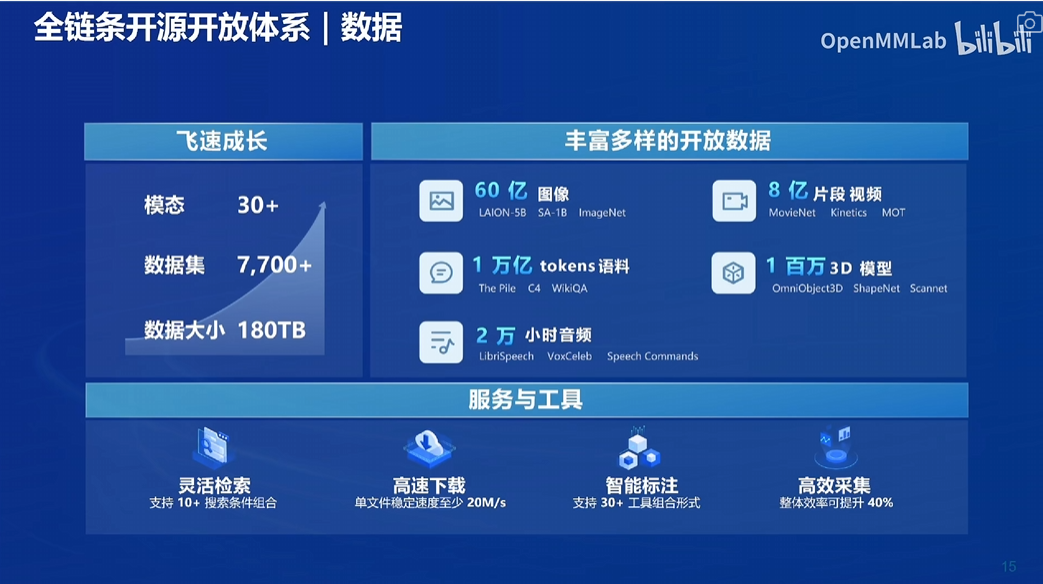 全链条开源开放体系 | 数据
OpenMMLab bilibili
飞速成长
模态 30+
数据集 7,700+
数据大小 180TB
丰富多样的开放数据
60 亿 图像
LAION-5B SA-1B ImageNet
8 亿 片段 视频
MovieNet Kinetics MOT
1 万亿 tokens 语料
The Pile C4 WikiQA
1 百万 3D 模型
OmniObject3D ShapeNet Scannet
2 万 小时音频
LibriSpeech VoxCeleb Speech Commands
服务与工具
灵活检索
支持 10+ 搜索条件组合
高速下载
单文件稳定速度至少 20M/s
智能标注
支持 30+ 工具组合形式
高效采集
整体效率可提升 40%
15